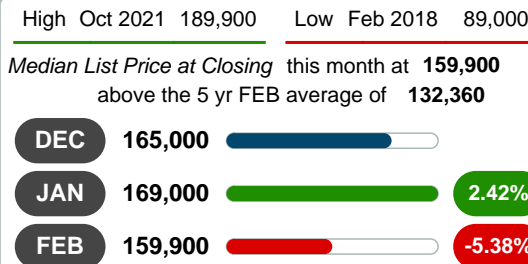 High Oct 2021 189,900 Low Feb 2018 89,000
Median List Price at Closing this month at 159,900
above the 5 yr FEB average of 132,360
DEC 165,000
JAN 169,000 2.42%
FEB 159,900 -5.38%